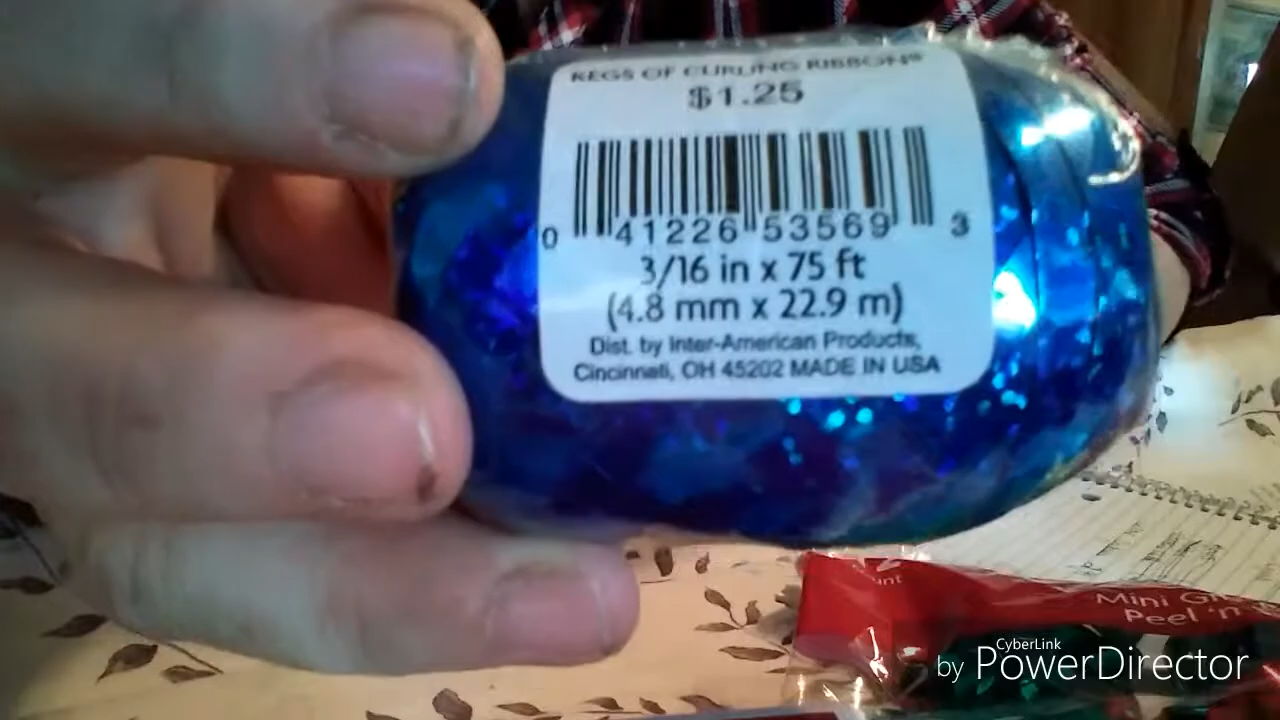 KEGS OF CURLING RIBBON®
$1.25
0 41226 53569 3
3/16 in x 75 ft
(4.8 mm x 22.9 m)
Dist. by Inter-American Products,
Cincinnati, OH 45202 MADE IN USA
Mini
Peel 'n
CyberLink
by PowerDirector